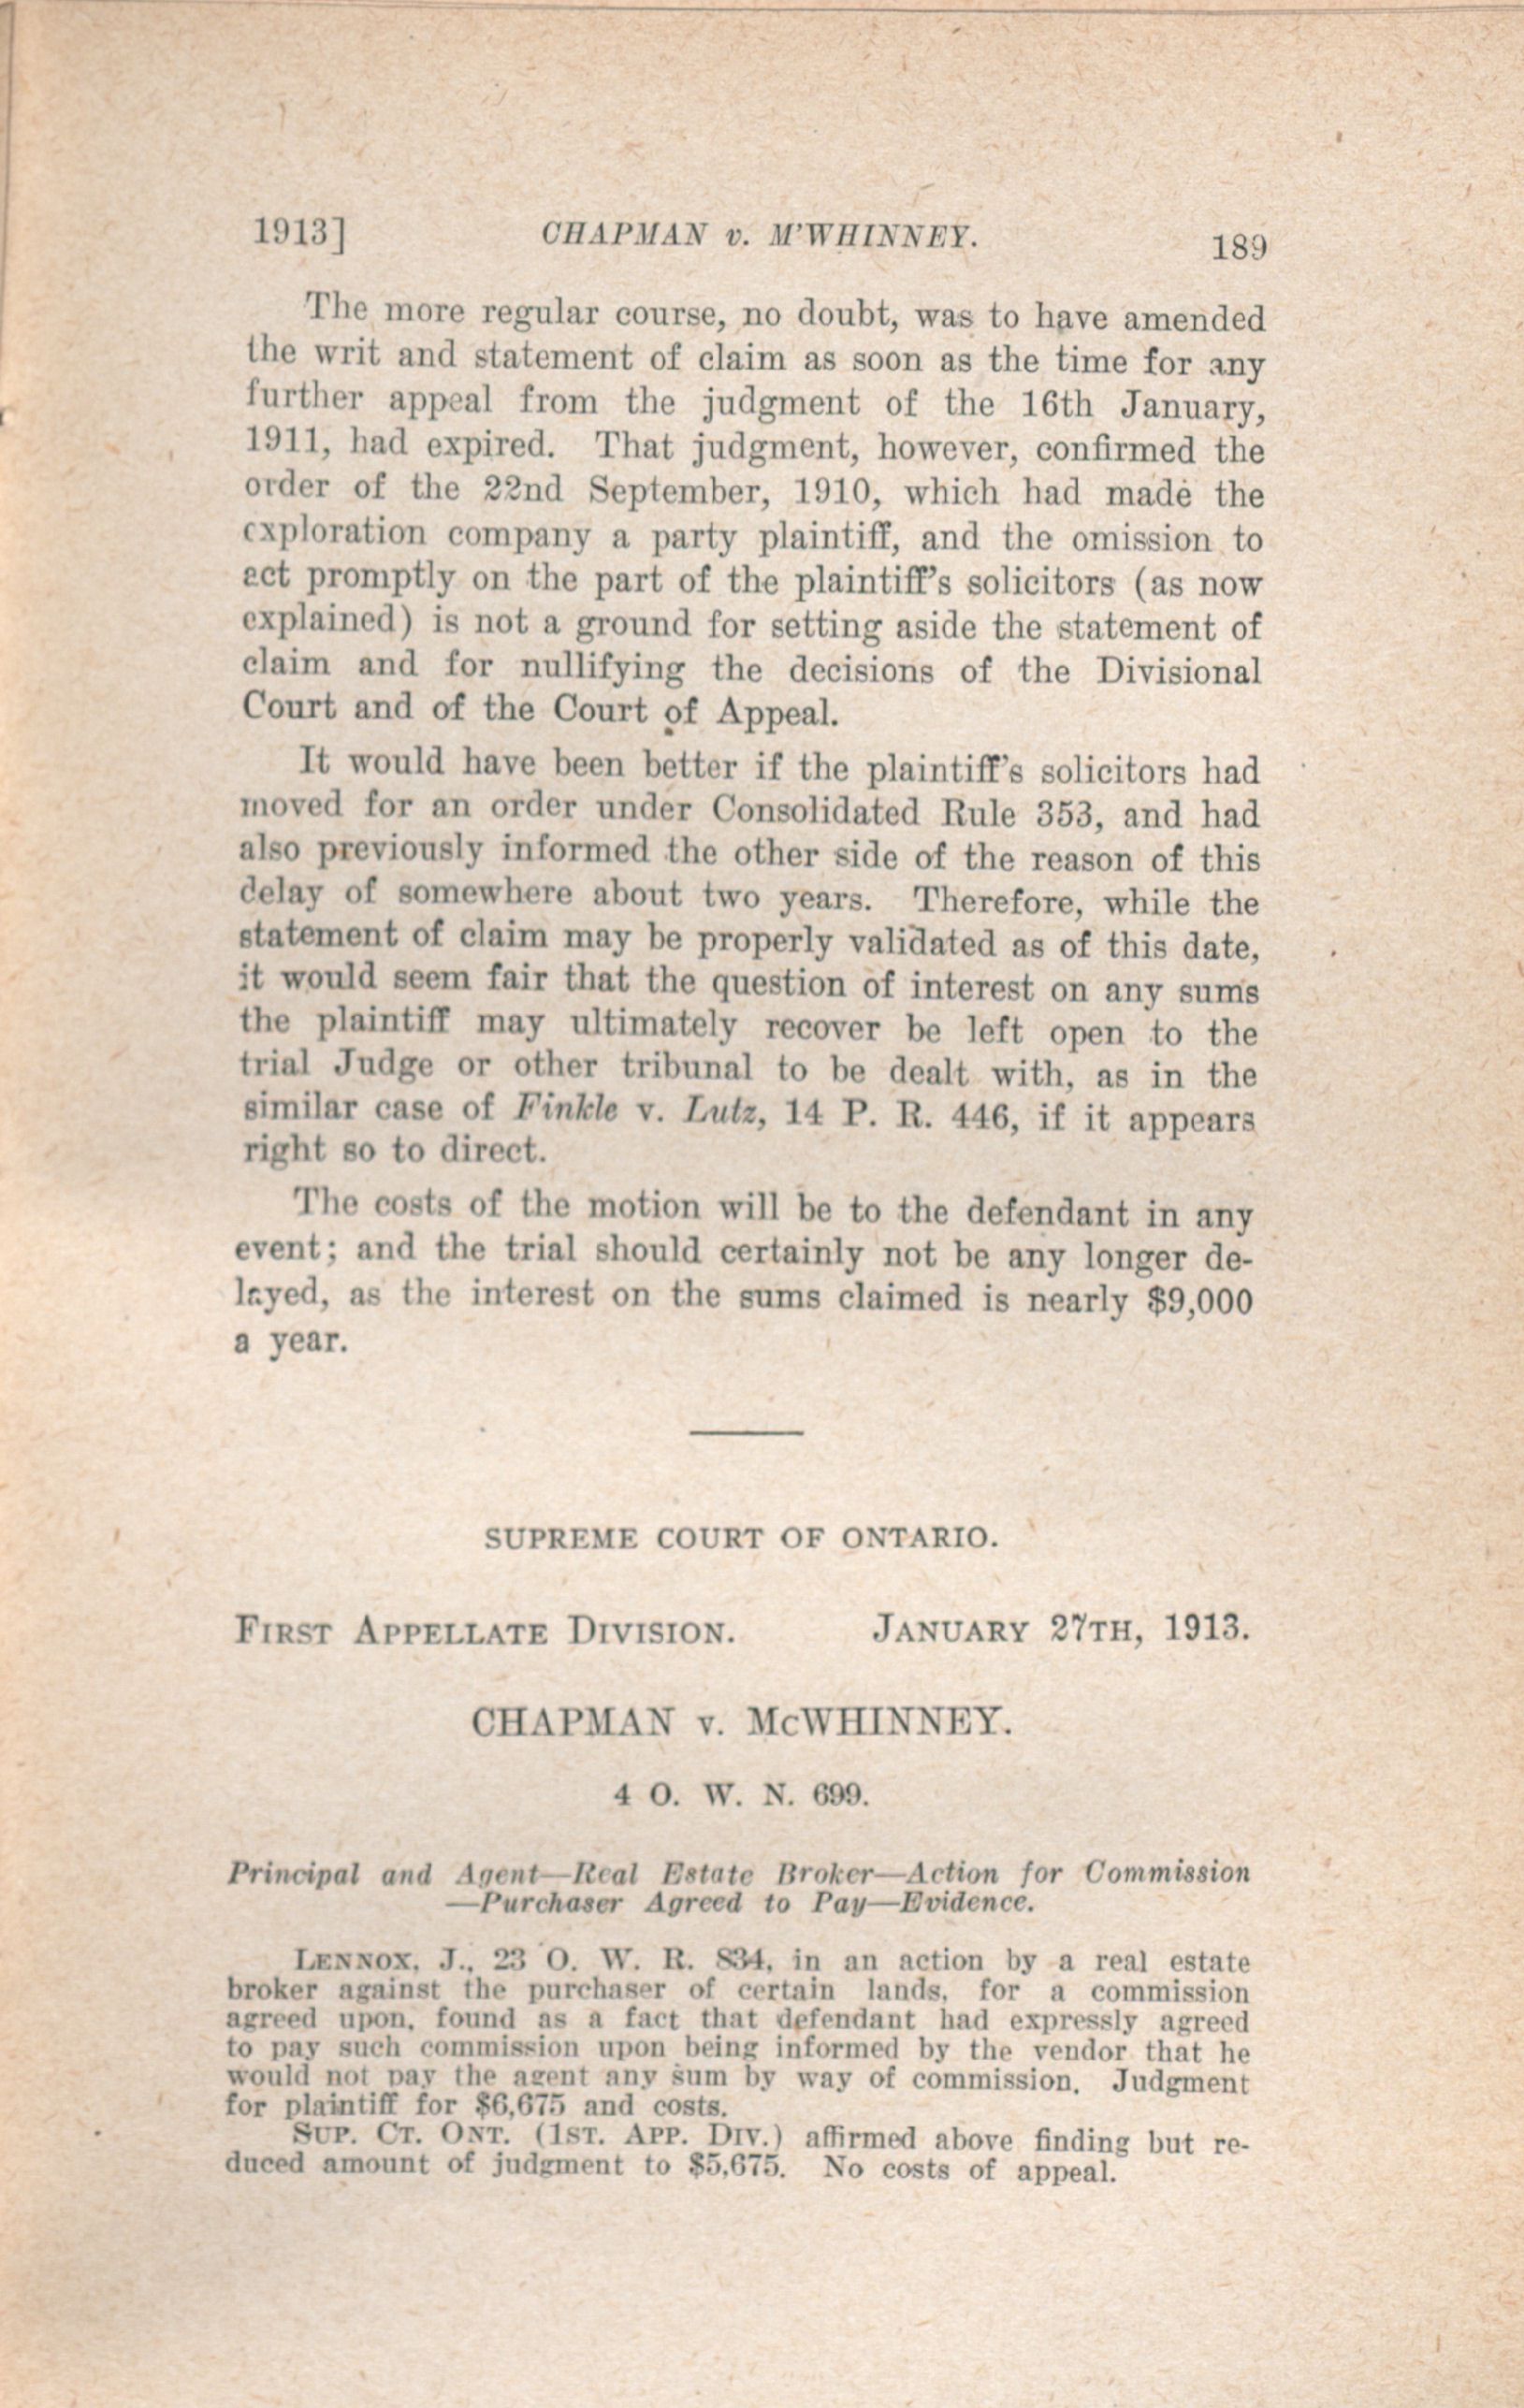 1913] CHAPMAN v. M'WHINNEY. 189
The more regular course, no doubt, was to have amended
the writ and statement of claim as soon as the time for any
further appeal from the judgment of the 16th January,
1911, had expired. That judgment, however, confirmed the
order of the 22nd September, 1910, which had made the
exploration company a party plaintiff, and the omission to
act promptly on the part of the plaintiff's solicitors (as now
explained) is not a ground for setting aside the statement of
claim and for nullifying the decisions of the Divisional
Court and of the Court of Appeal.
It would have been better if the plaintiff's solicitors had
moved for an order under Consolidated Rule 353, and had
also previously informed the other side of the reason of this
delay of somewhere about two years. Therefore, while the
statement of claim may be properly validated as of this date,
it would seem fair that the question of interest on any sums
the plaintiff may ultimately recover be left open to the
trial Judge or other tribunal to be dealt with, as in the
similar case of Finkle v. Lutz, 14 P. R. 446, if it appears
right so to direct.
The costs of the motion will be to the defendant in any
event; and the trial should certainly not be any longer de-
layed, as the interest on the sums claimed is nearly $9,000
a year.
SUPREME COURT OF ONTARIO.
FIRST APPELLATE DIVISION. JANUARY 27TH, 1913.
CHAPMAN v. McWHINNEY.
4 O. W. N. 699.
Principal and Agent—Real Estate Broker—Action for Commission
—Purchaser Agreed to Pay—Evidence.
LENNOX, J., 23 O. W. R. 834, in an action by a real estate
broker against the purchaser of certain lands, for a commission
agreed upon, found as a fact that defendant had expressly agreed
to pay such commission upon being informed by the vendor that he
would not pay the agent any sum by way of commission. Judgment
for plaintiff for $6,675 and costs.
SUP. CT. ONT. (1ST. APP. DIV.) affirmed above finding but re-
duced amount of judgment to $5,675. No costs of appeal.